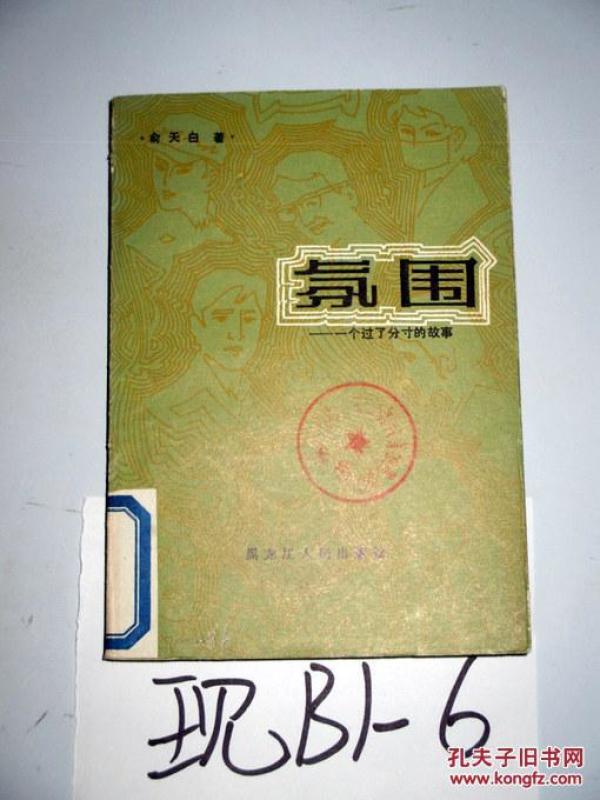 ·俞天白 著·
氛围
——一个过了分寸的故事
黑龙江人民出版社
现B1-6
孔夫子旧书网
www.kongfz.com